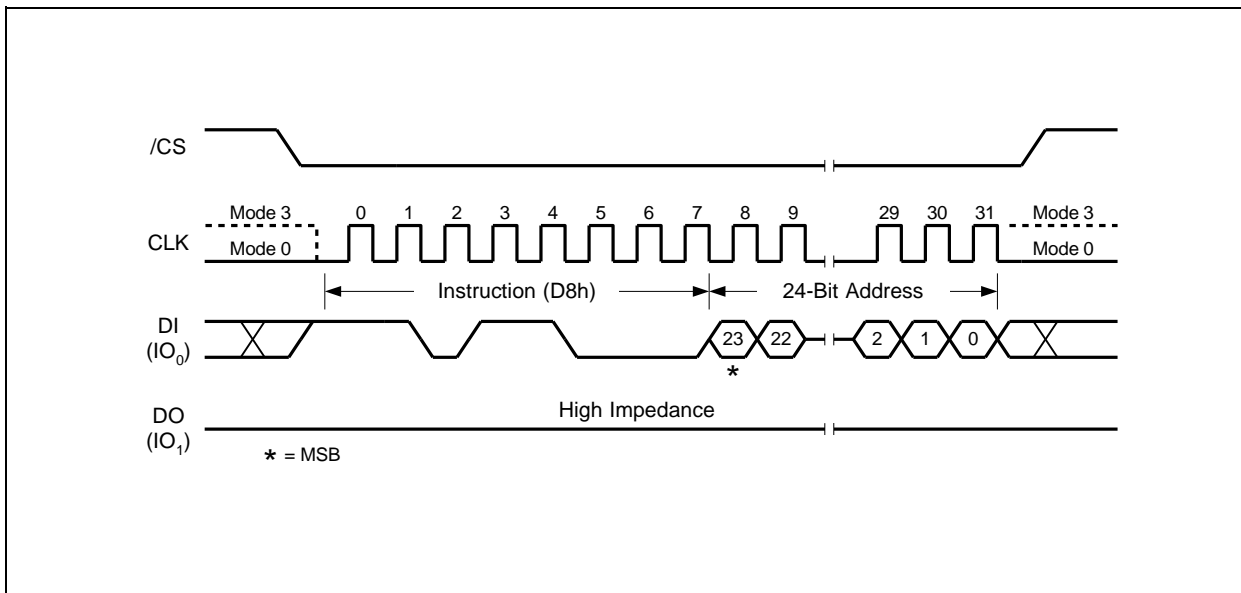 /CS
Mode 3 0 1 2 3 4 5 6 7 8 9 29 30 31 Mode 3
CLK
Mode 0 Mode 0
Instruction (D8h) 24-Bit Address
DI
(IO0)
23 22 2 1 0
*
High Impedance
DO
(IO1)
* = MSB